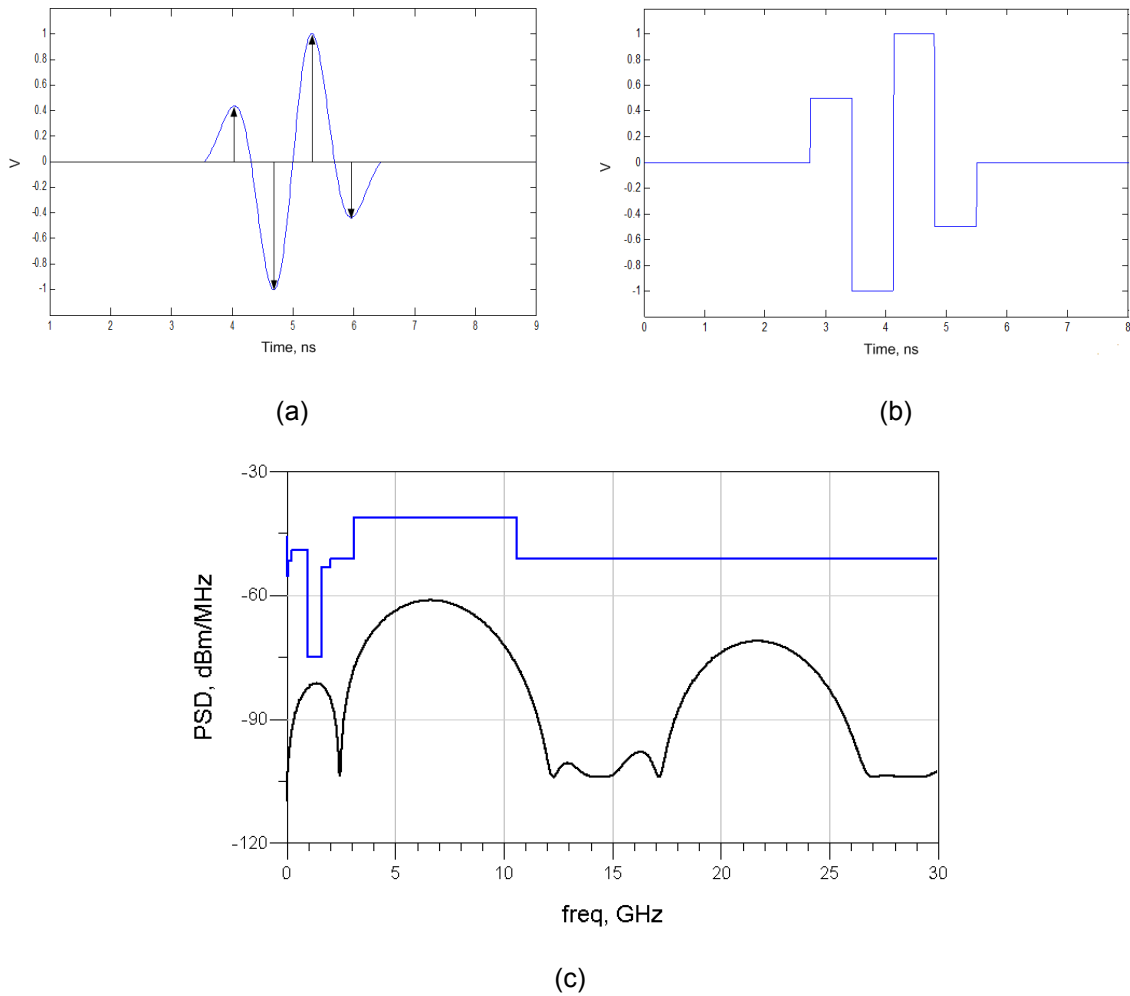 1
0.8
0.6
0.4
0.2
0
-0.2
-0.4
-0.6
-0.8
-1
V
1 2 3 4 5 6 7 8 9
Time, ns
(a)
1
0.8
0.6
0.4
0.2
0
-0.2
-0.4
-0.6
-0.8
-1
V
0 1 2 3 4 5 6 7 8
Time, ns
(b)
-30
-60
-90
-120
PSD, dBm/MHz
0 5 10 15 20 25 30
freq, GHz
(c)